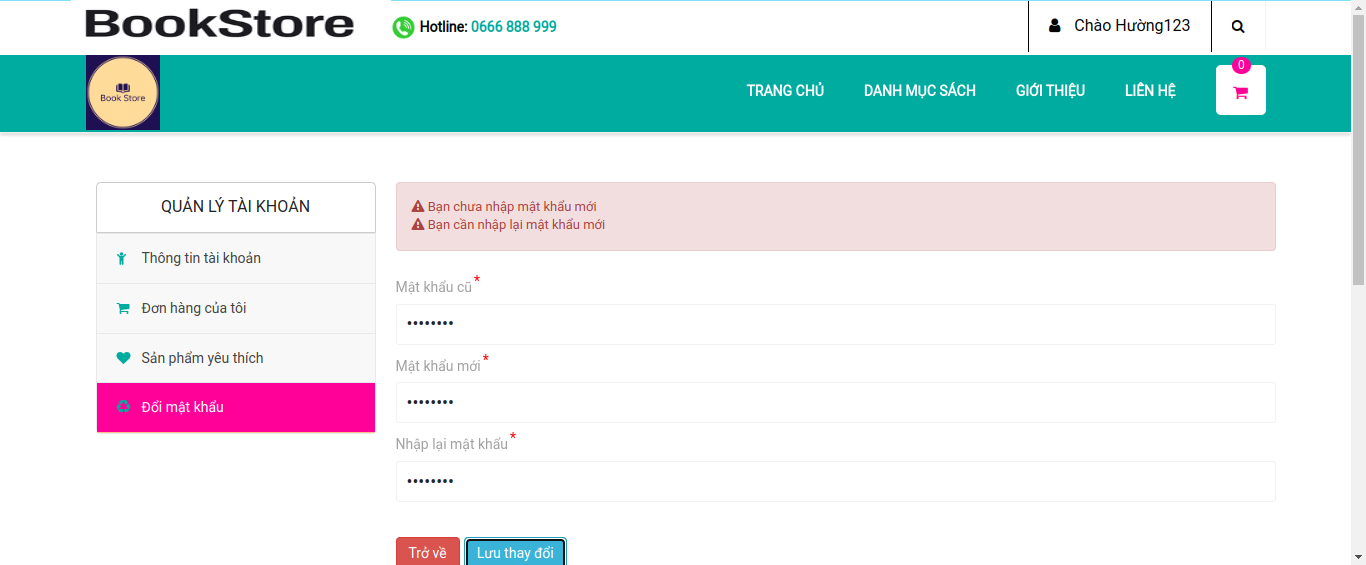 BookStore
Hotline: 0666 888 999
Chào Hường123
Book Store
TRANG CHỦ
DANH MỤC SÁCH
GIỚI THIỆU
LIÊN HỆ
0
QUẢN LÝ TÀI KHOẢN
Thông tin tài khoản
Đơn hàng của tôi
Sản phẩm yêu thích
Đổi mật khẩu
Bạn chưa nhập mật khẩu mới
Bạn cần nhập lại mật khẩu mới
Mật khẩu cũ *
••••••••
Mật khẩu mới *
••••••••
Nhập lại mật khẩu *
••••••••
Trở về
Lưu thay đổi